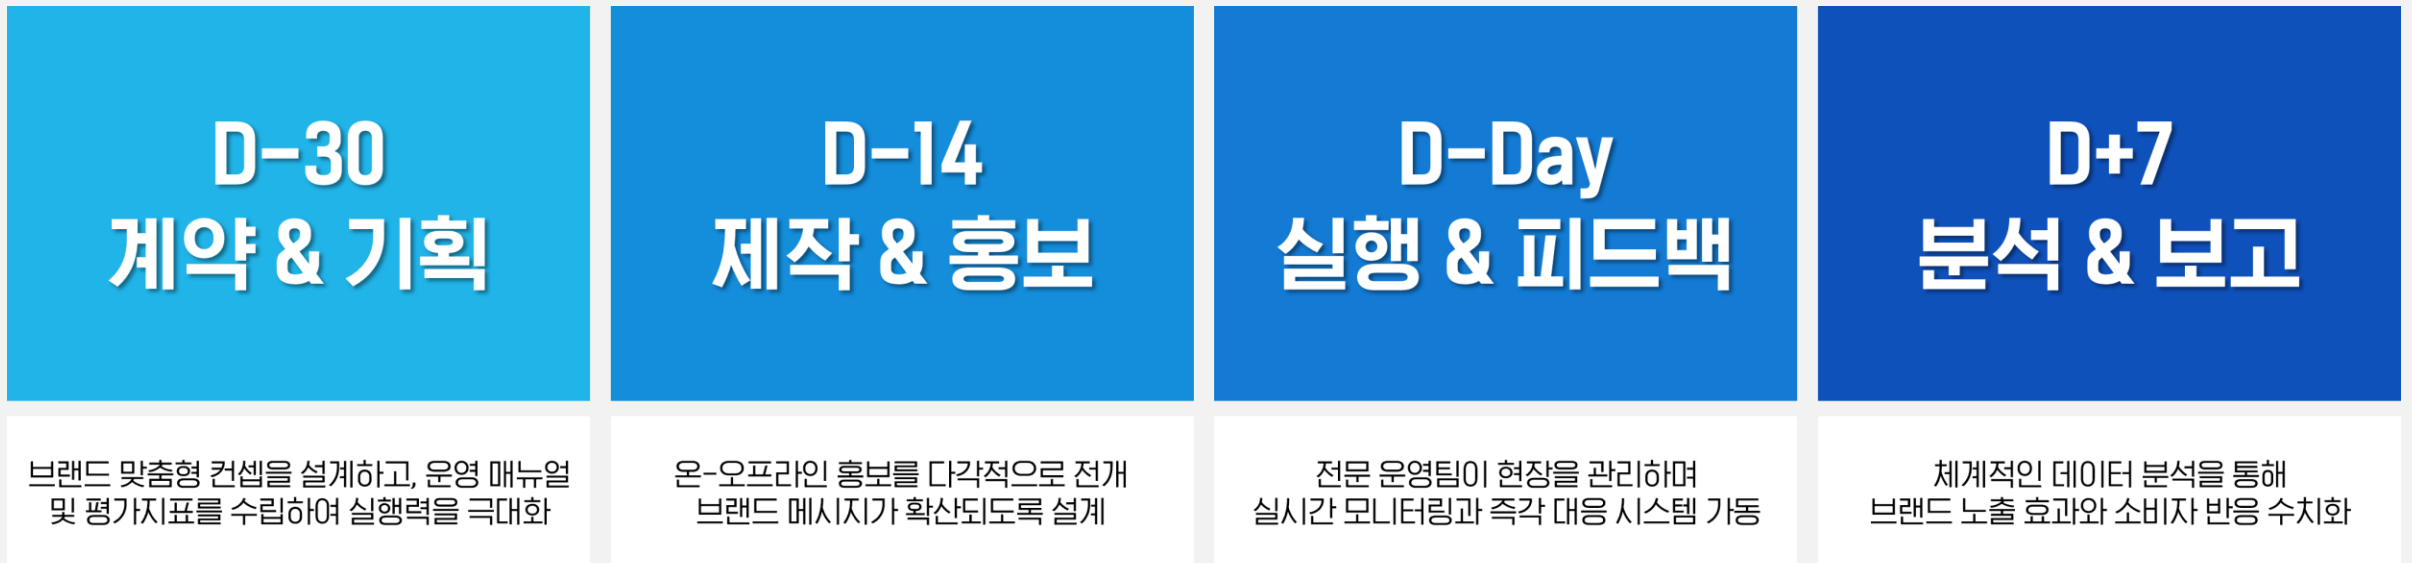 D-30
계약 & 기획
브랜드 맞춤형 컨셉을 설계하고, 운영 매뉴얼
및 평가지표를 수립하여 실행력을 극대화
D-14
제작 & 홍보
온-오프라인 홍보를 다각적으로 전개
브랜드 메시지가 확산되도록 설계
D-Day
실행 & 피드백
전문 운영팀이 현장을 관리하며
실시간 모니터링과 즉각 대응 시스템 가동
D+7
분석 & 보고
체계적인 데이터 분석을 통해
브랜드 노출 효과와 소비자 반응 수치화